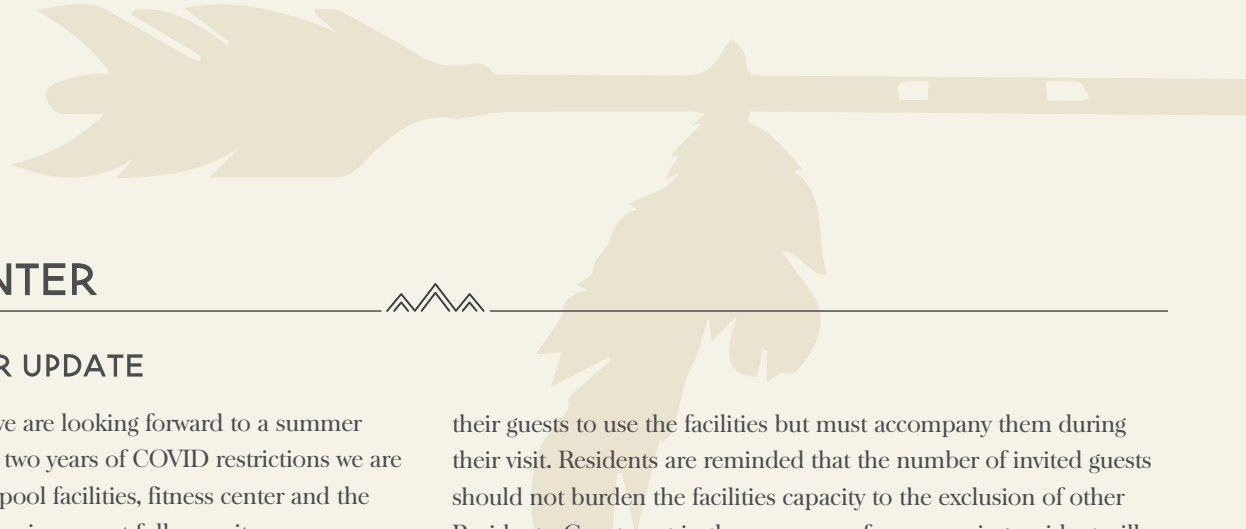 NTER
R UPDATE
ve are looking forward to a summer
two years of COVID restrictions we are
pool facilities, fitness center and the
their guests to use the facilities but must accompany them during
their visit. Residents are reminded that the number of invited guests
should not burden the facilities capacity to the exclusion of other